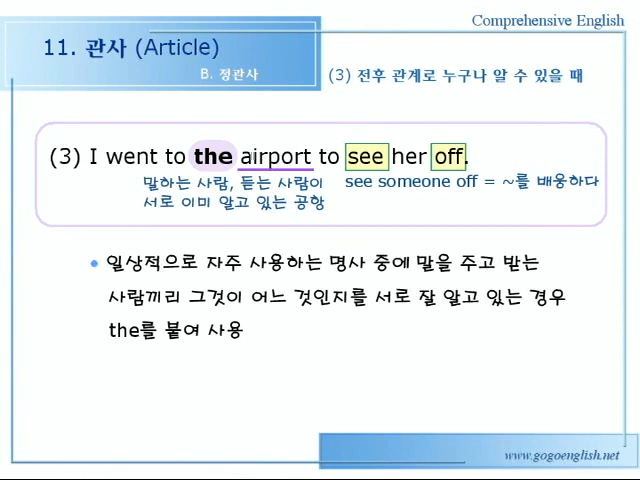 Comprehensive English
11. 관사 (Article)
B. 정관사
(3) 전후 관계로 누구나 알 수 있을 때
(3) I went to the airport to see her off.
말하는 사람, 듣는 사람이
서로 이미 알고 있는 공항
see someone off = ~를 배웅하다
• 일상적으로 자주 사용하는 명사 중에 말을 주고 받는
사람끼리 그것이 어느 것인지를 서로 잘 알고 있는 경우
the를 붙여 사용
www.gogoenglish.net